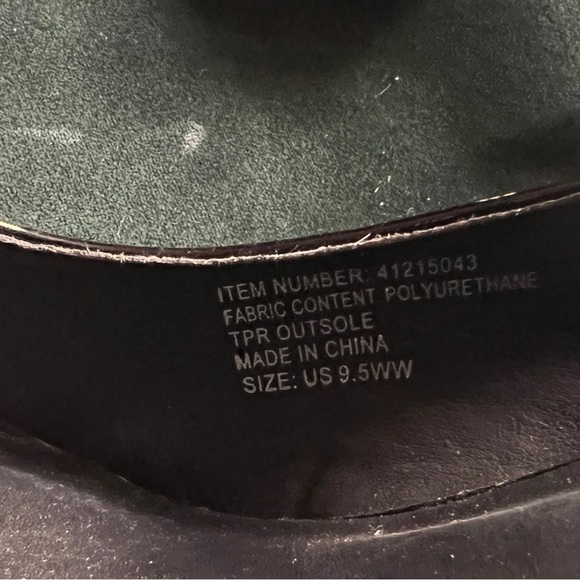 ITEM NUMBER: 41215043
FABRIC CONTENT POLYURETHANE
TPR OUTSOLE
MADE IN CHINA
SIZE: US 9.5WW